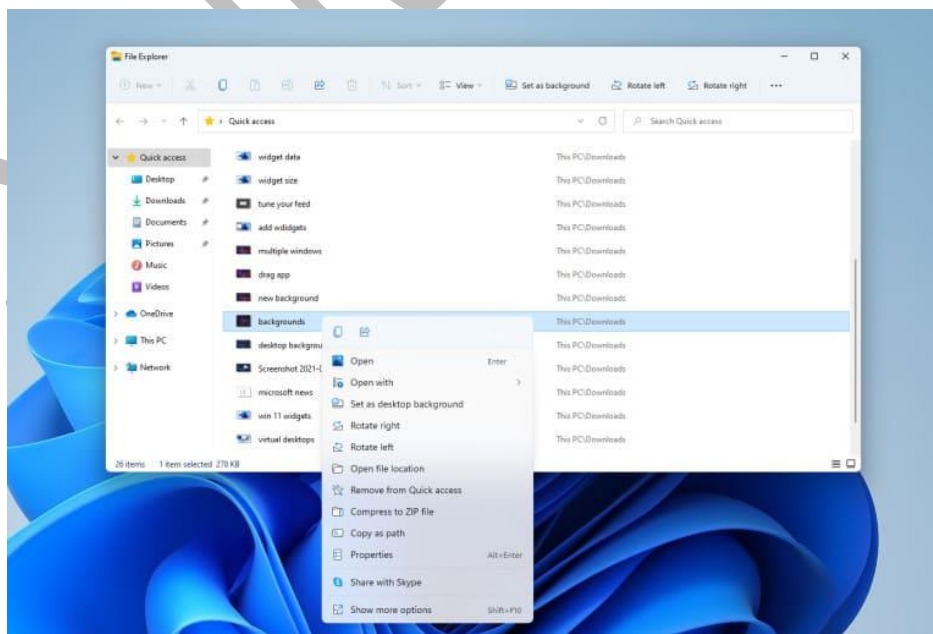 File Explorer
New
Sort
View
Set as background
Rotate left
Rotate right
Quick access
Search Quick access
Quick access
Desktop
Downloads
Documents
Pictures
Music
Videos
OneDrive
This PC
Network
widget data This PC\Downloads
widget size This PC\Downloads
tune your feed This PC\Downloads
add wdidgets This PC\Downloads
multiple windows This PC\Downloads
drag app This PC\Downloads
new background This PC\Downloads
backgrounds This PC\Downloads
desktop backgrou This PC\Downloads
Screenshot 2021- This PC\Downloads
microsoft news This PC\Downloads
win 11 widgets This PC\Downloads
virtual desktops This PC\Downloads
Open Enter
Open with
Set as desktop background
Rotate right
Rotate left
Open file location
Remove from Quick access
Compress to ZIP file
Copy as path
Properties Alt+Enter
Share with Skype
Show more options Shift+F10
26 items 1 item selected 270 KB